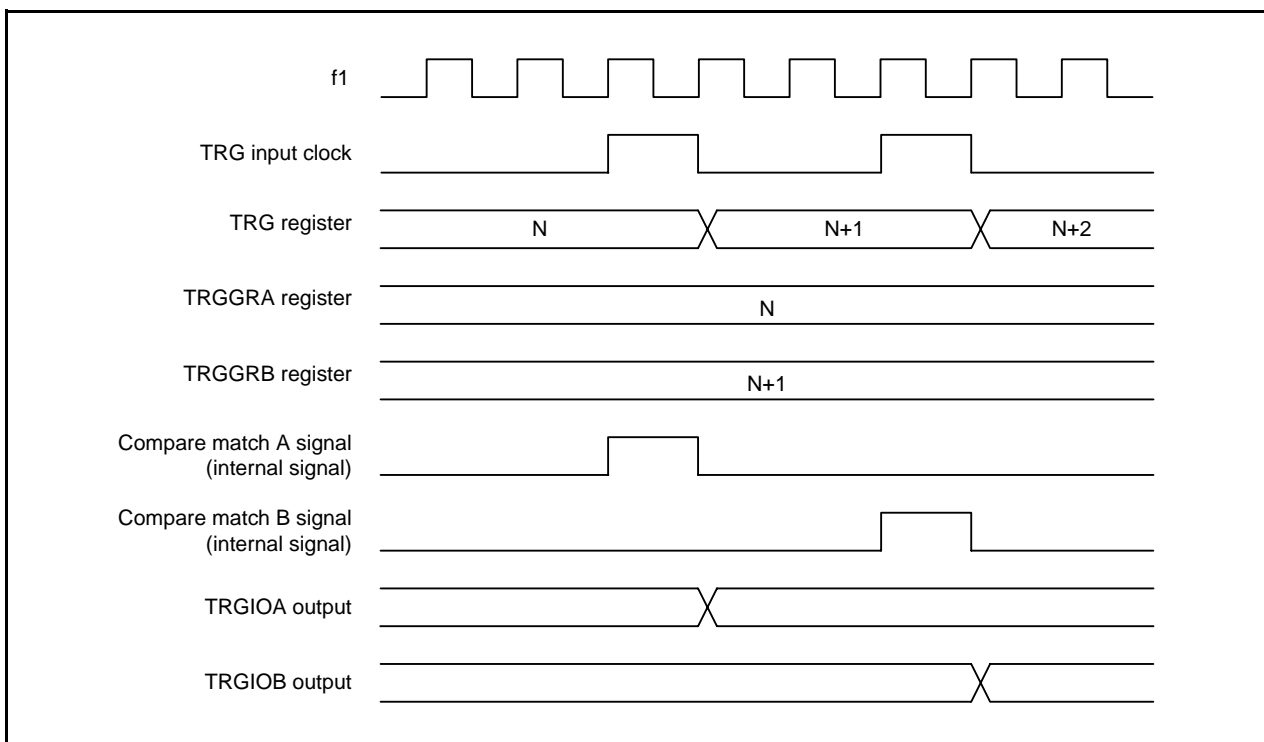 f1
TRG input clock
TRG register
N
N+1
N+2
TRGGRA register
N
TRGGRB register
N+1
Compare match A signal
(internal signal)
Compare match B signal
(internal signal)
TRGIOA output
TRGIOB output